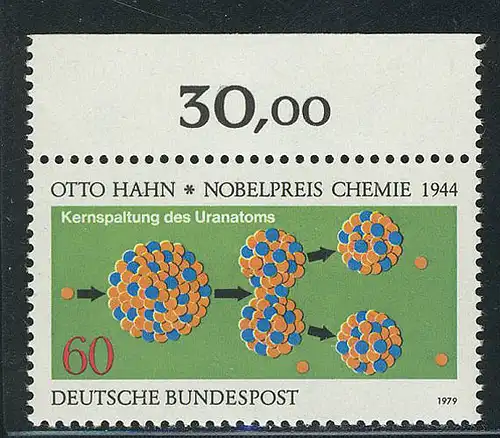 30,00
OTTO HAHN * NOBELPREIS CHEMIE 1944
Kernspaltung des Uranatoms
60
DEUTSCHE BUNDESPOST 1979